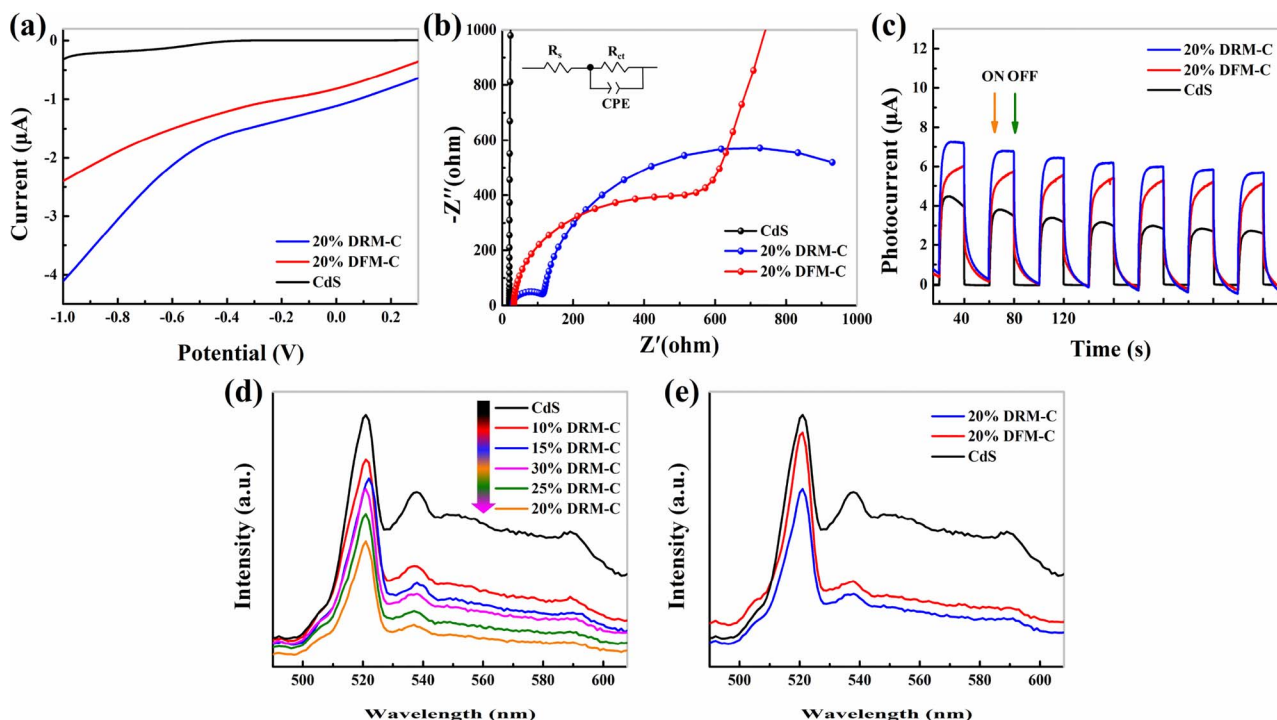 (a)
0
-1
-2
-3
-4
Current (μA)
20% DRM-C
20% DFM-C
CdS
-1.0 -0.8 -0.6 -0.4 -0.2 0.0 0.2
Potential (V)
(b)
1000
800
600
400
200
0
-Z''(ohm)
Rs
Rct
CPE
CdS
20% DRM-C
20% DFM-C
0 200 400 600 800 1000
Z'(ohm)
(c)
12
10
8
6
4
2
0
Photocurrent (μA)
20% DRM-C
20% DFM-C
CdS
ON OFF
40 80 120
Time (s)
(d)
Intensity (a.u.)
CdS
10% DRM-C
15% DRM-C
30% DRM-C
25% DRM-C
20% DRM-C
500 520 540 560 580 600
Wavelength (nm)
(e)
Intensity (a.u.)
20% DRM-C
20% DFM-C
CdS
500 520 540 560 580 600
Wavelength (nm)